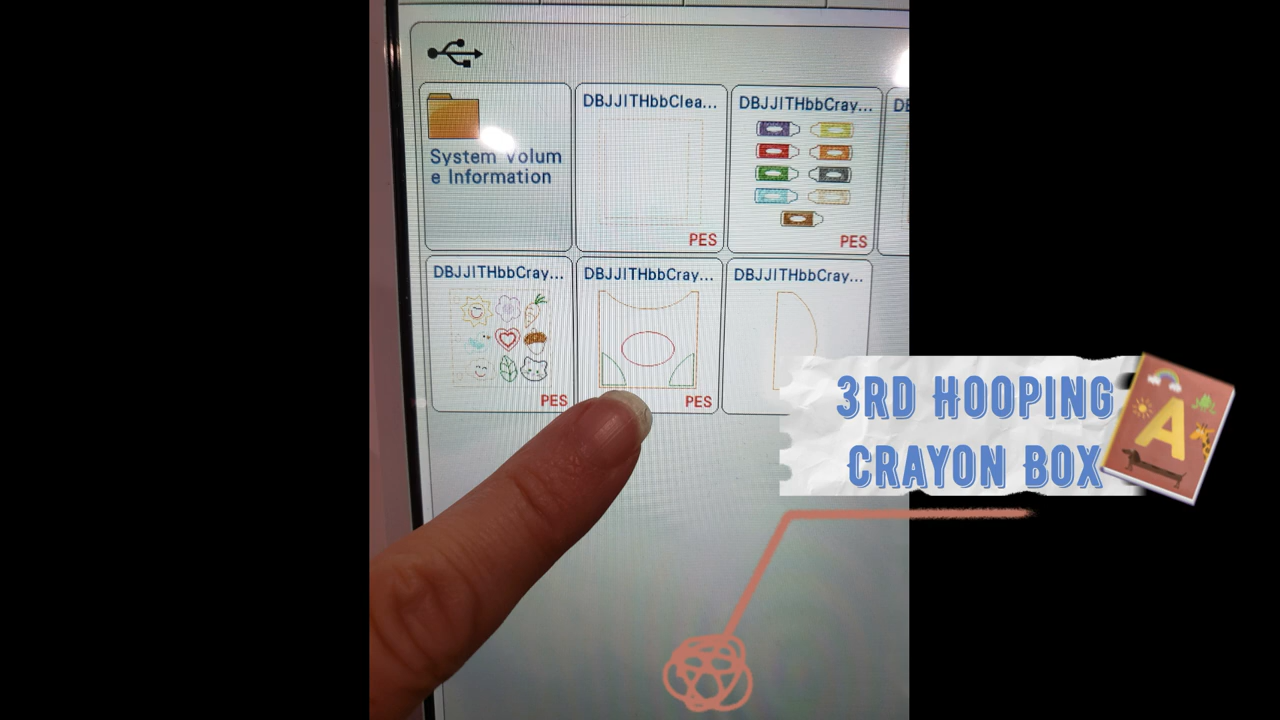 DBJJITHbbClea...
DBJJITHbbCray...
System Volum
e Information
PES
PES
DBJJITHbbCray...
DBJJITHbbCray...
DBJJITHbbCray...
PES
PES
3RD HOOPING
CRAYON BOX
A